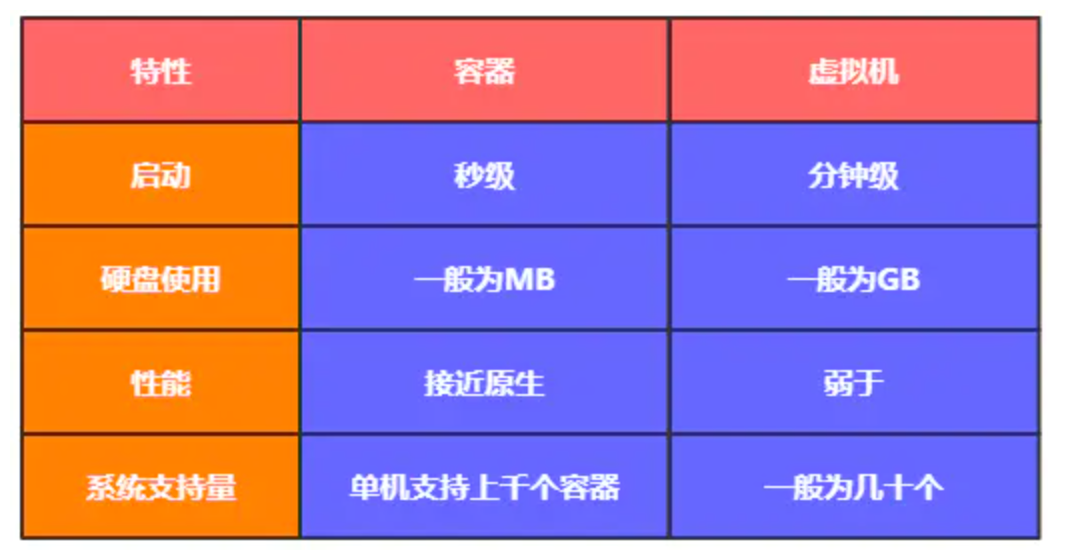 特性 容器 虚拟机
启动 秒级 分钟级
硬盘使用 一般为MB 一般为GB
性能 接近原生 弱于
系统支持量 单机支持上千个容器 一般为几十个